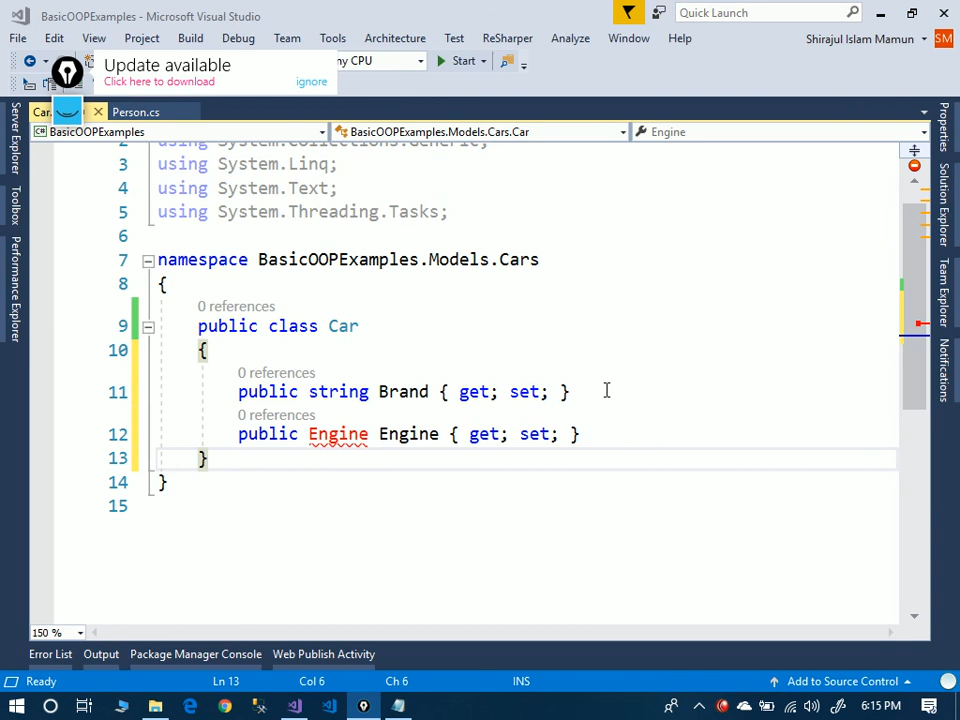 BasicOOPExamples - Microsoft Visual Studio
Quick Launch
File Edit View Project Build Debug Team Tools Architecture Test ReSharper Analyze Window Help
Shirajul Islam Mamun SM
Update available
Click here to download ignore
ny CPU Start
Car. Person.cs
BasicOOPExamples BasicOOPExamples.Models.Cars.Car Engine
Server Explorer
Toolbox
Performance Explorer
2 using System.Collections.Generic;
3 using System.Linq;
4 using System.Text;
5 using System.Threading.Tasks;
6
7 namespace BasicOOPExamples.Models.Cars
8 {
0 references
9 public class Car
10 {
0 references
11 public string Brand { get; set; }
0 references
12 public Engine Engine { get; set; }
13 }
14 }
15
Properties
Solution Explorer
Team Explorer
Notifications
150 %
Error List Output Package Manager Console Web Publish Activity
Ready Ln 13 Col 6 Ch 6 INS Add to Source Control
6:15 PM